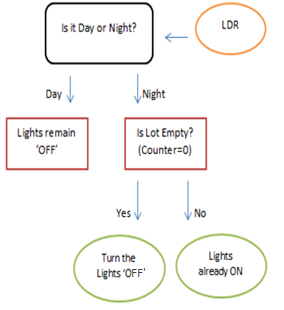 Is it Day or Night?
LDR
Day
Night
Lights remain
'OFF'
Is Lot Empty?
(Counter=0)
Yes
No
Turn the
Lights 'OFF'
Lights
already ON